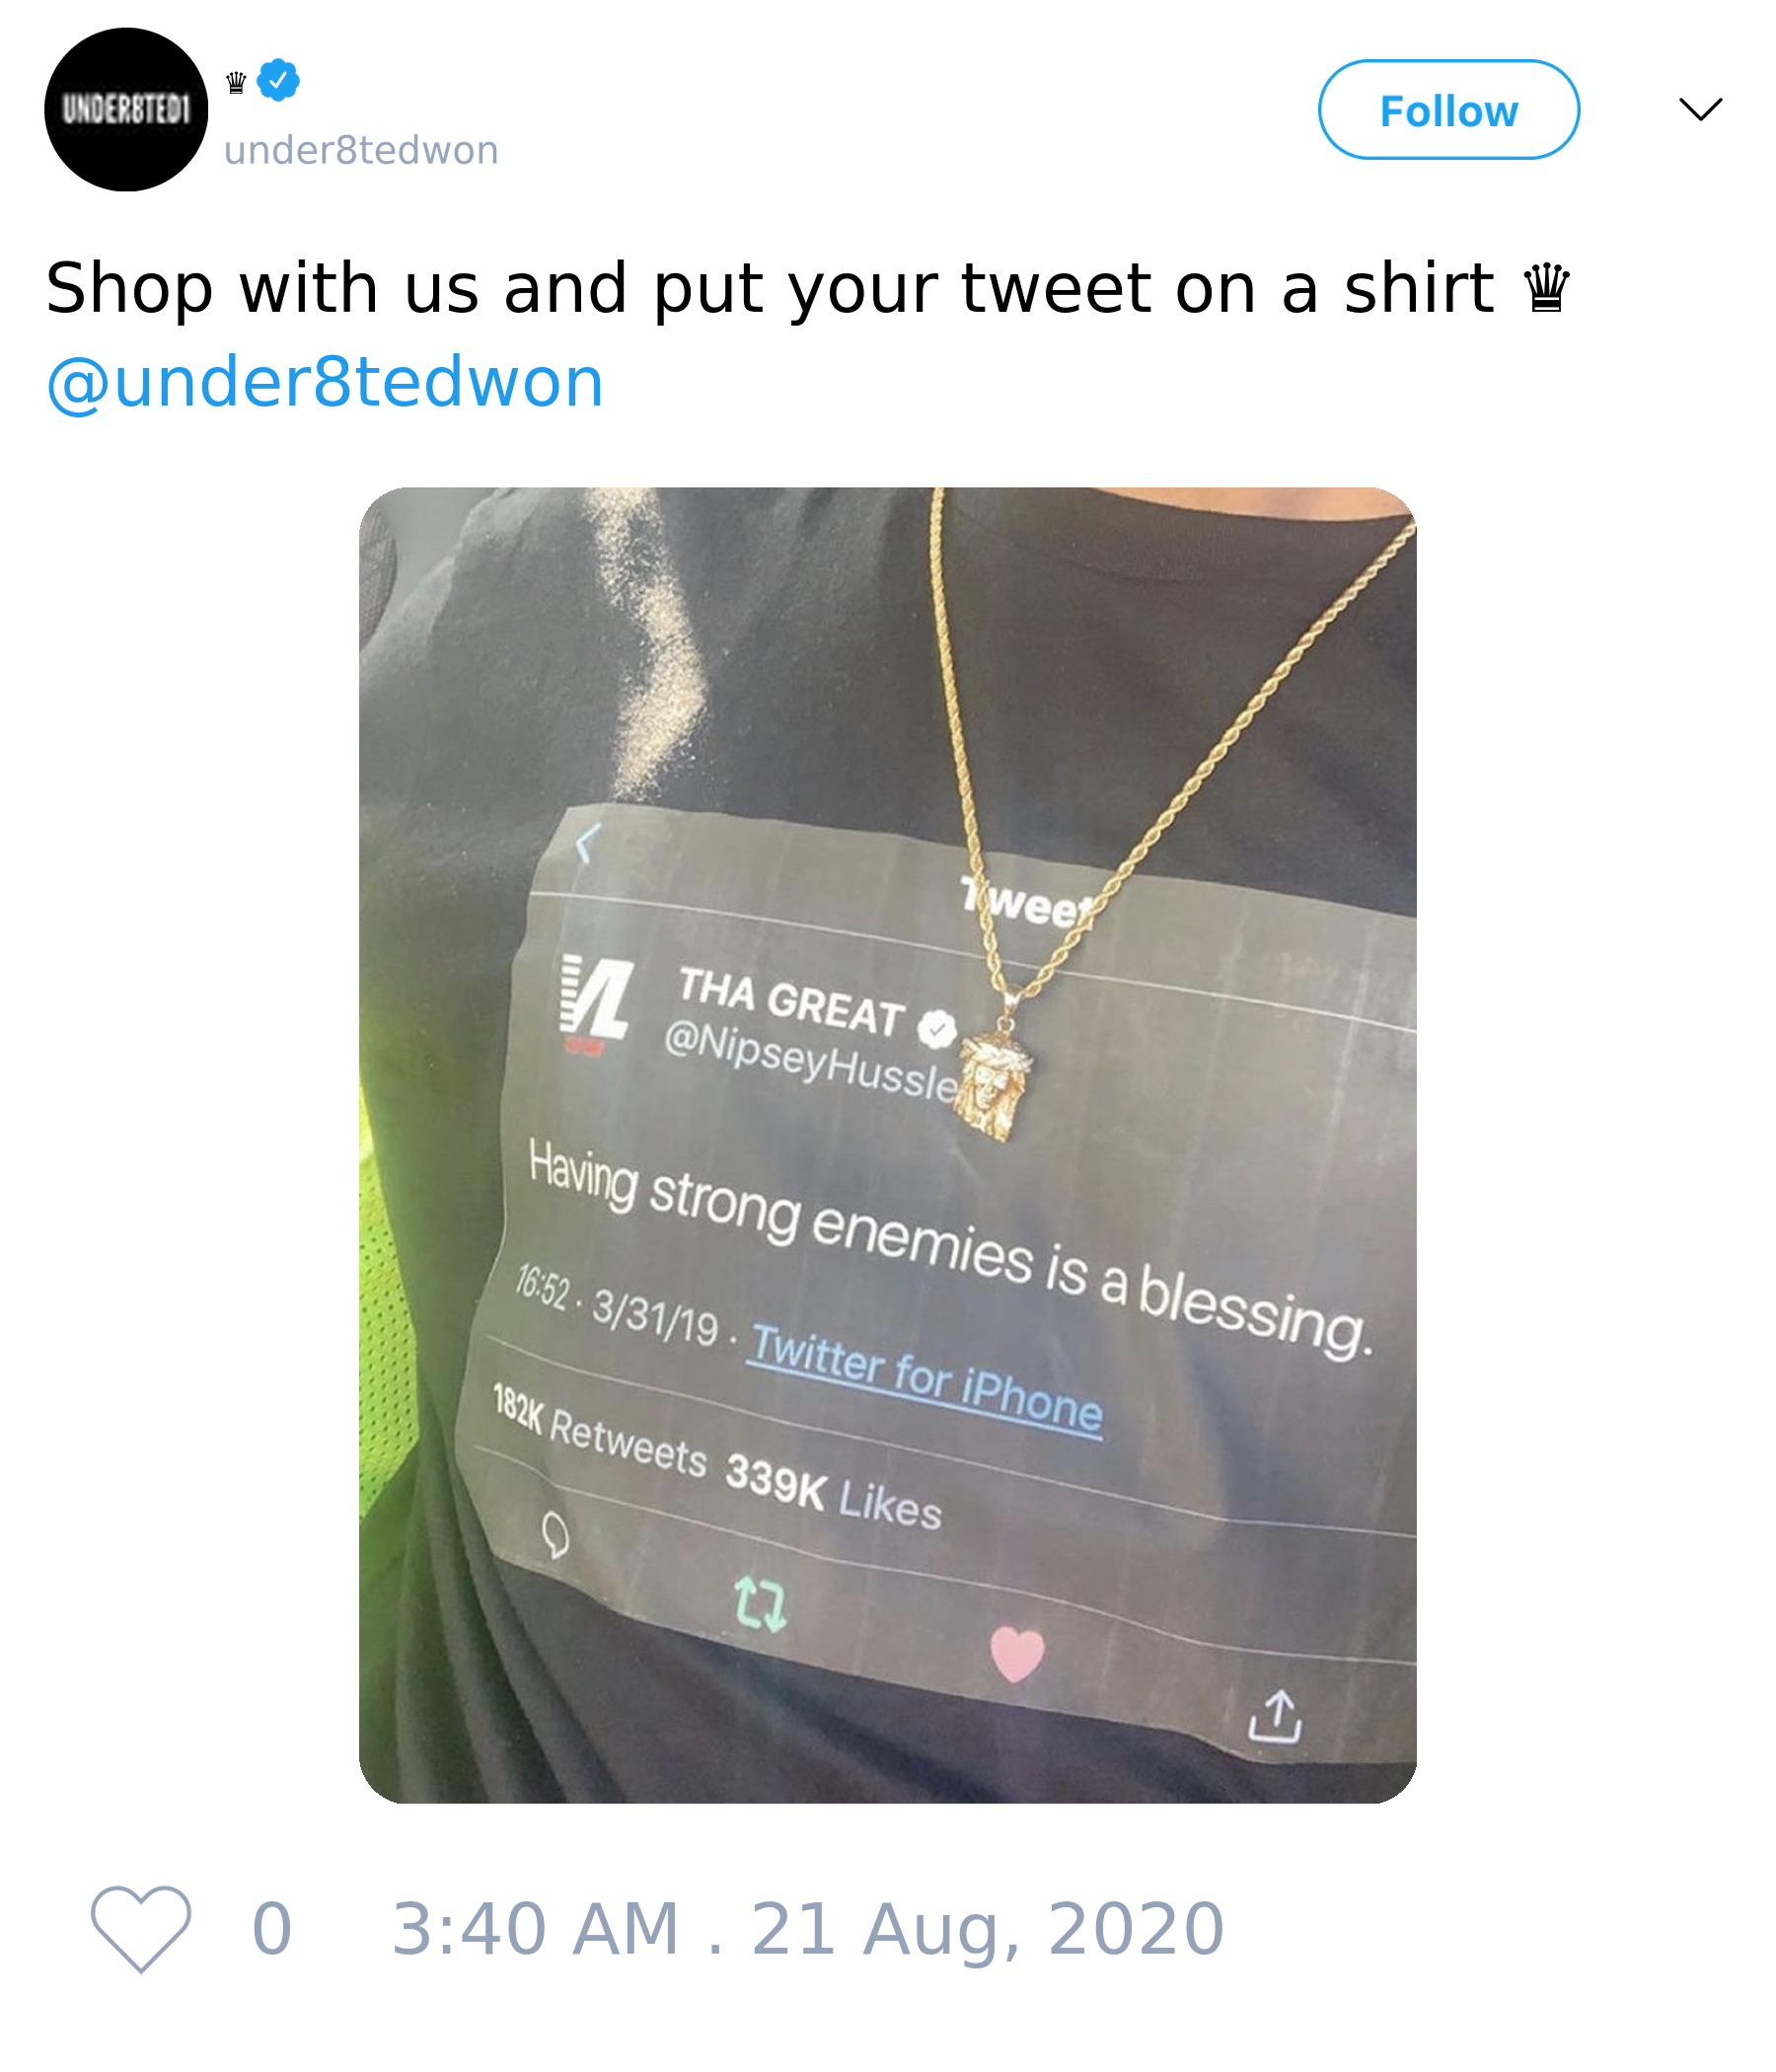 UNDER8TED1
♛
under8tedwon
Follow
Shop with us and put your tweet on a shirt ♛
@under8tedwon
Tweet
THA GREAT
@NipseyHussle
Having strong enemies is a blessing.
16:52 · 3/31/19 · Twitter for iPhone
182K Retweets 339K Likes
0 3:40 AM . 21 Aug, 2020